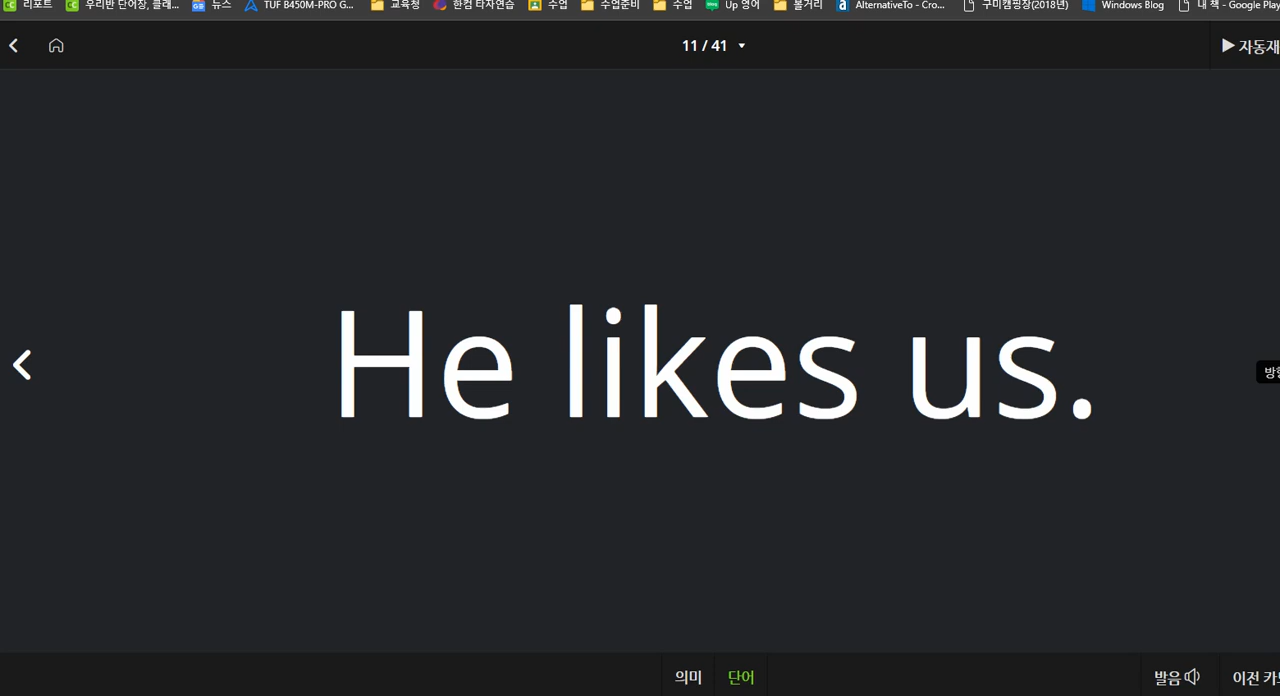 리포트 우리반 단어장, 클래... 뉴스 TUF B450M-PRO G... 교육청 한컴 타자연습 수업 수업준비 수업 Up 영어 볼거리 AlternativeTo - Cro... 구미캠핑장(2018년) Windows Blog 내 책 - Google Play
11 / 41 ▶ 자동재
He likes us.
방향
의미 단어 발음 이전 카드